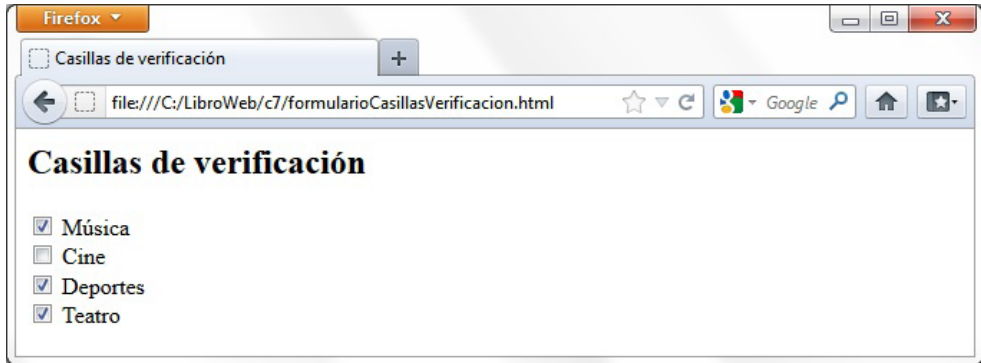 Firefox
Casillas de verificación
file:///C:/LibroWeb/c7/formularioCasillasVerificacion.html
Google
Casillas de verificación
Música
Cine
Deportes
Teatro